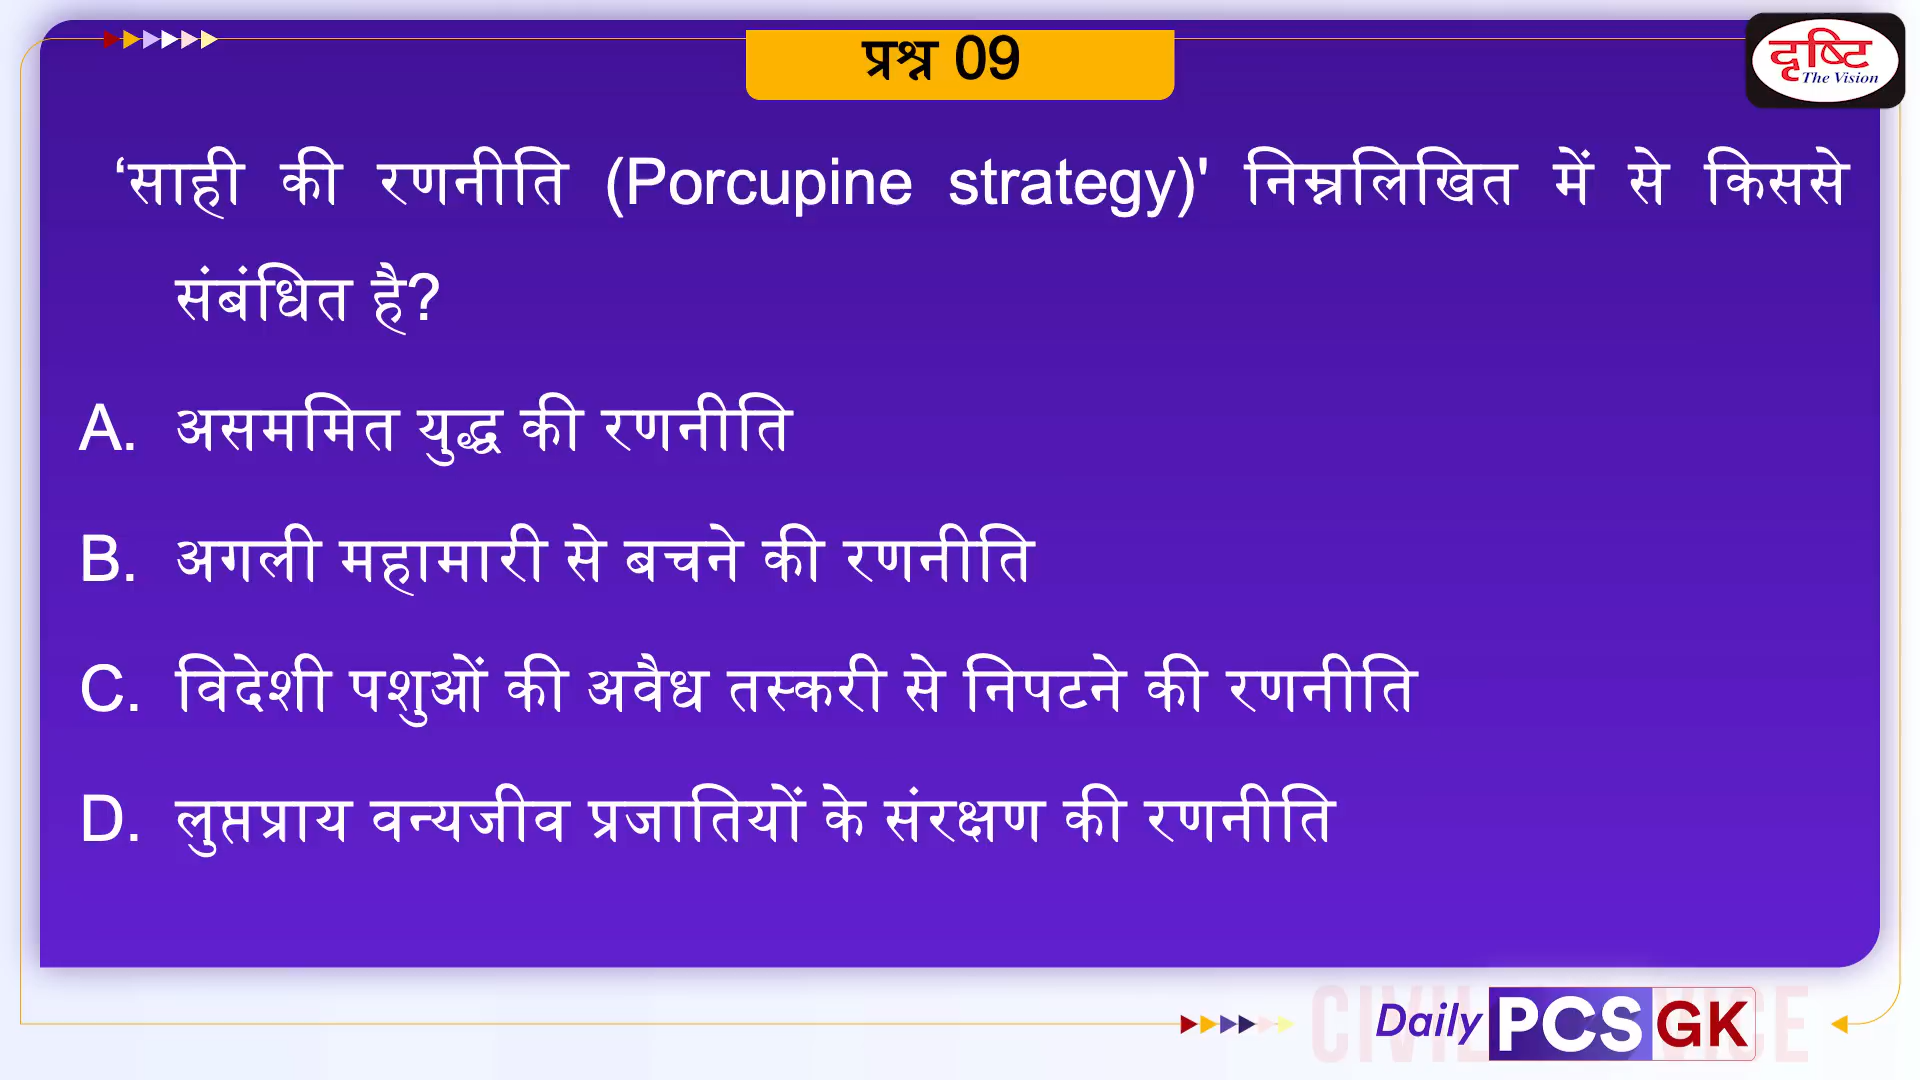 प्रश्न 09
दृष्टि
The Vision
‘साही की रणनीति (Porcupine strategy)' निम्नलिखित में से किससे
संबंधित है?
A. असममित युद्ध की रणनीति
B. अगली महामारी से बचने की रणनीति
C. विदेशी पशुओं की अवैध तस्करी से निपटने की रणनीति
D. लुप्तप्राय वन्यजीव प्रजातियों के संरक्षण की रणनीति
Daily PCS GK